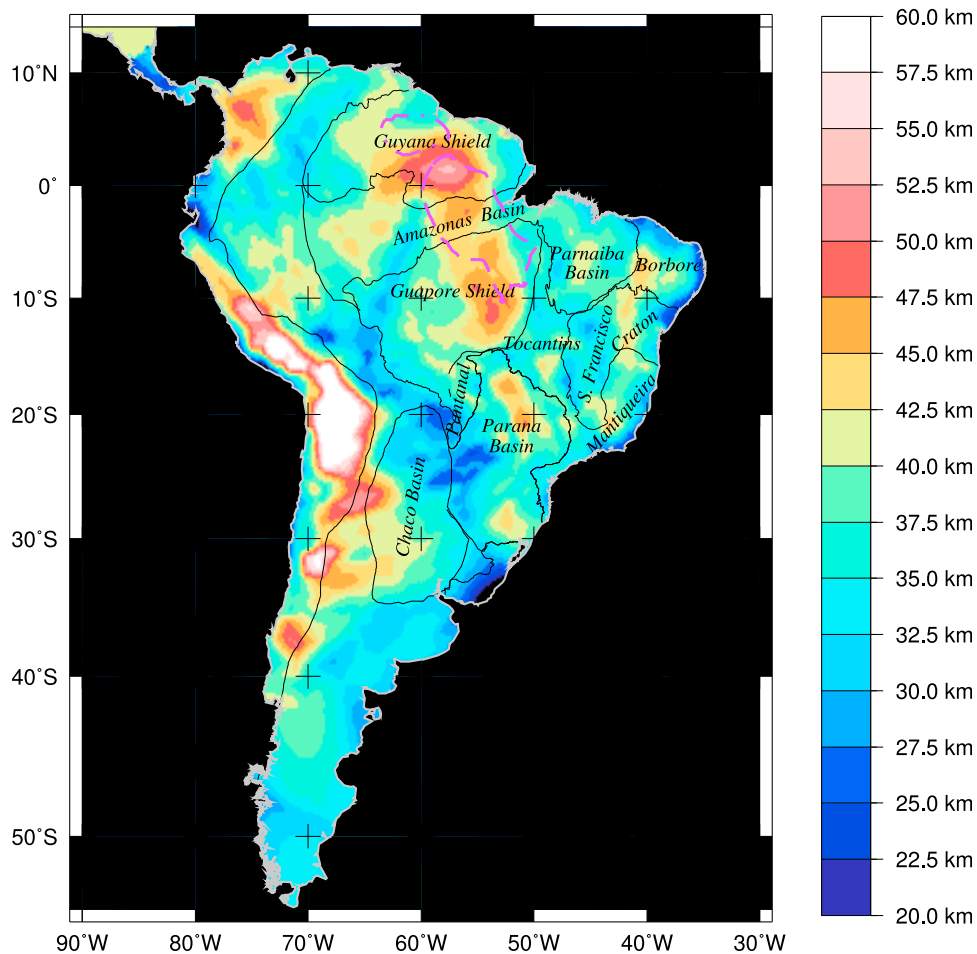 60.0 km
57.5 km
55.0 km
52.5 km
50.0 km
47.5 km
45.0 km
42.5 km
40.0 km
37.5 km
35.0 km
32.5 km
30.0 km
27.5 km
25.0 km
22.5 km
20.0 km
10˚N
0˚
10˚S
20˚S
30˚S
40˚S
50˚S
90˚W
80˚W
70˚W
60˚W
50˚W
40˚W
30˚W
Guyana Shield
Amazonas Basin
Parnaiba
Basin
Borbore
Guapore Shield
Tocantins
S. Francisco
Craton
Pantanal
Mantiqueira
Parana
Basin
Chaco Basin